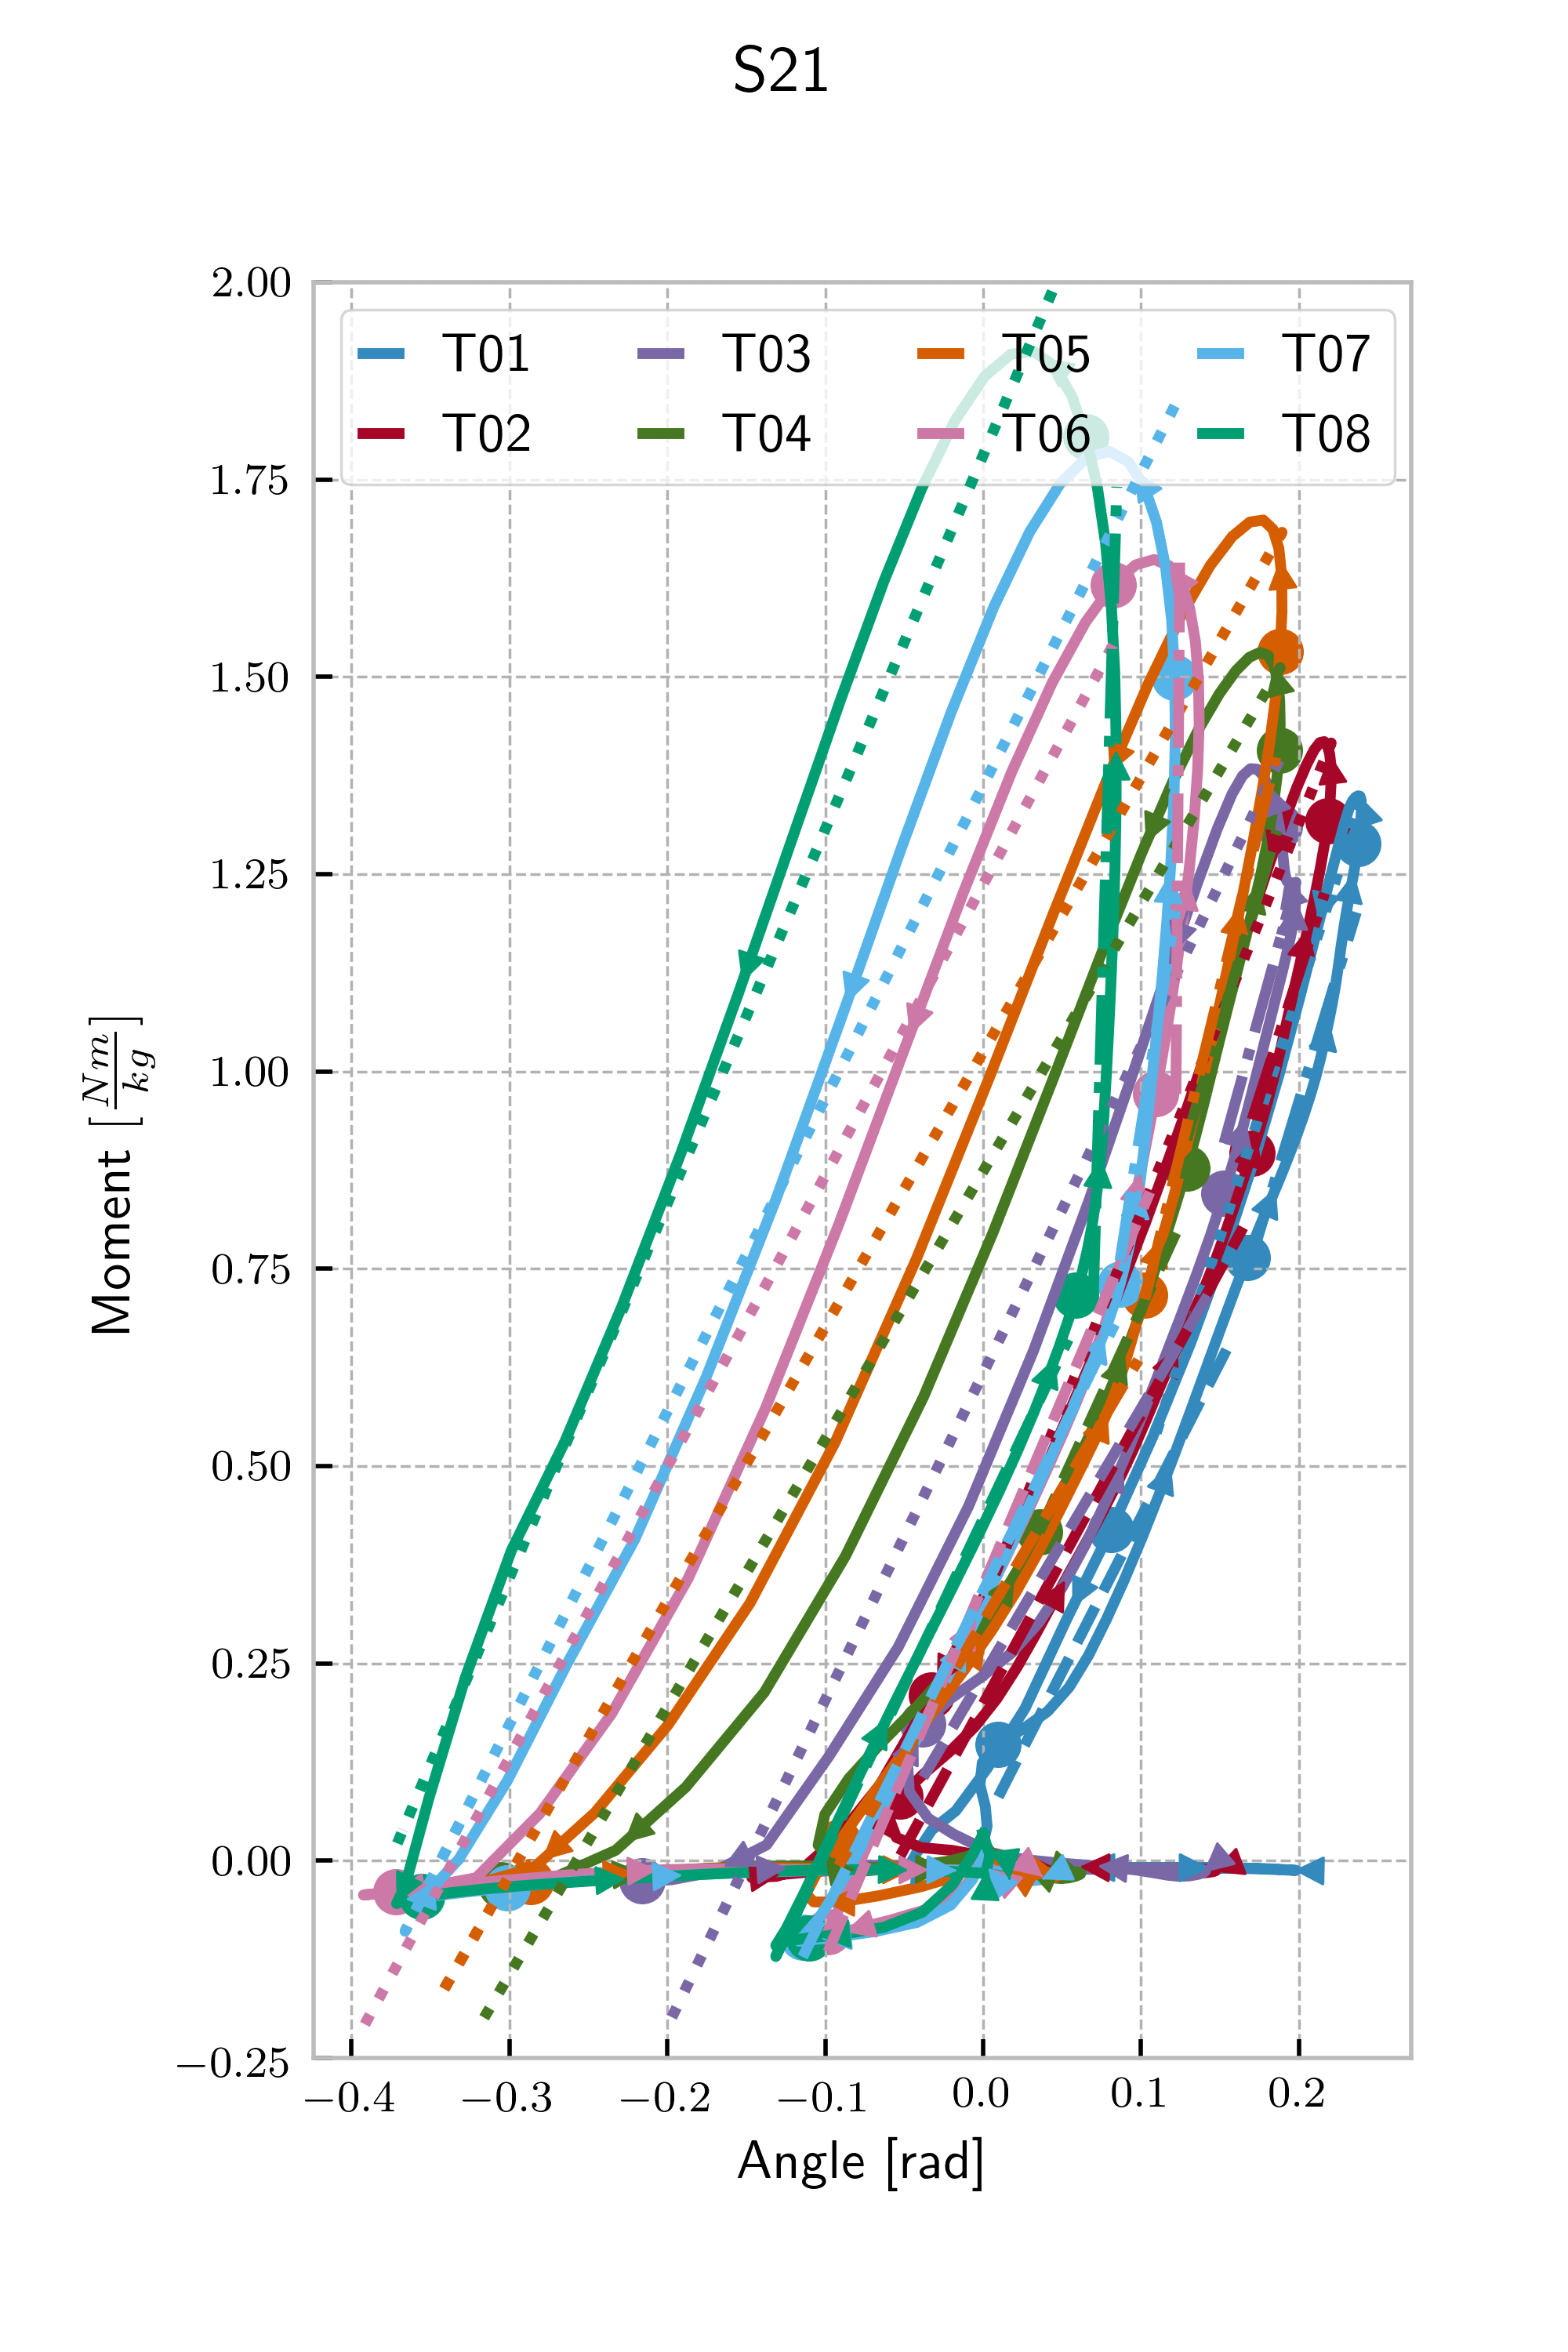 S21
2.00
T01 T03 T05 T07
T02 T04 T06 T08
1.75
1.50
1.25
1.00
0.75
0.50
0.25
0.00
−0.25
Moment [Nm/kg]
−0.4 −0.3 −0.2 −0.1 0.0 0.1 0.2
Angle [rad]